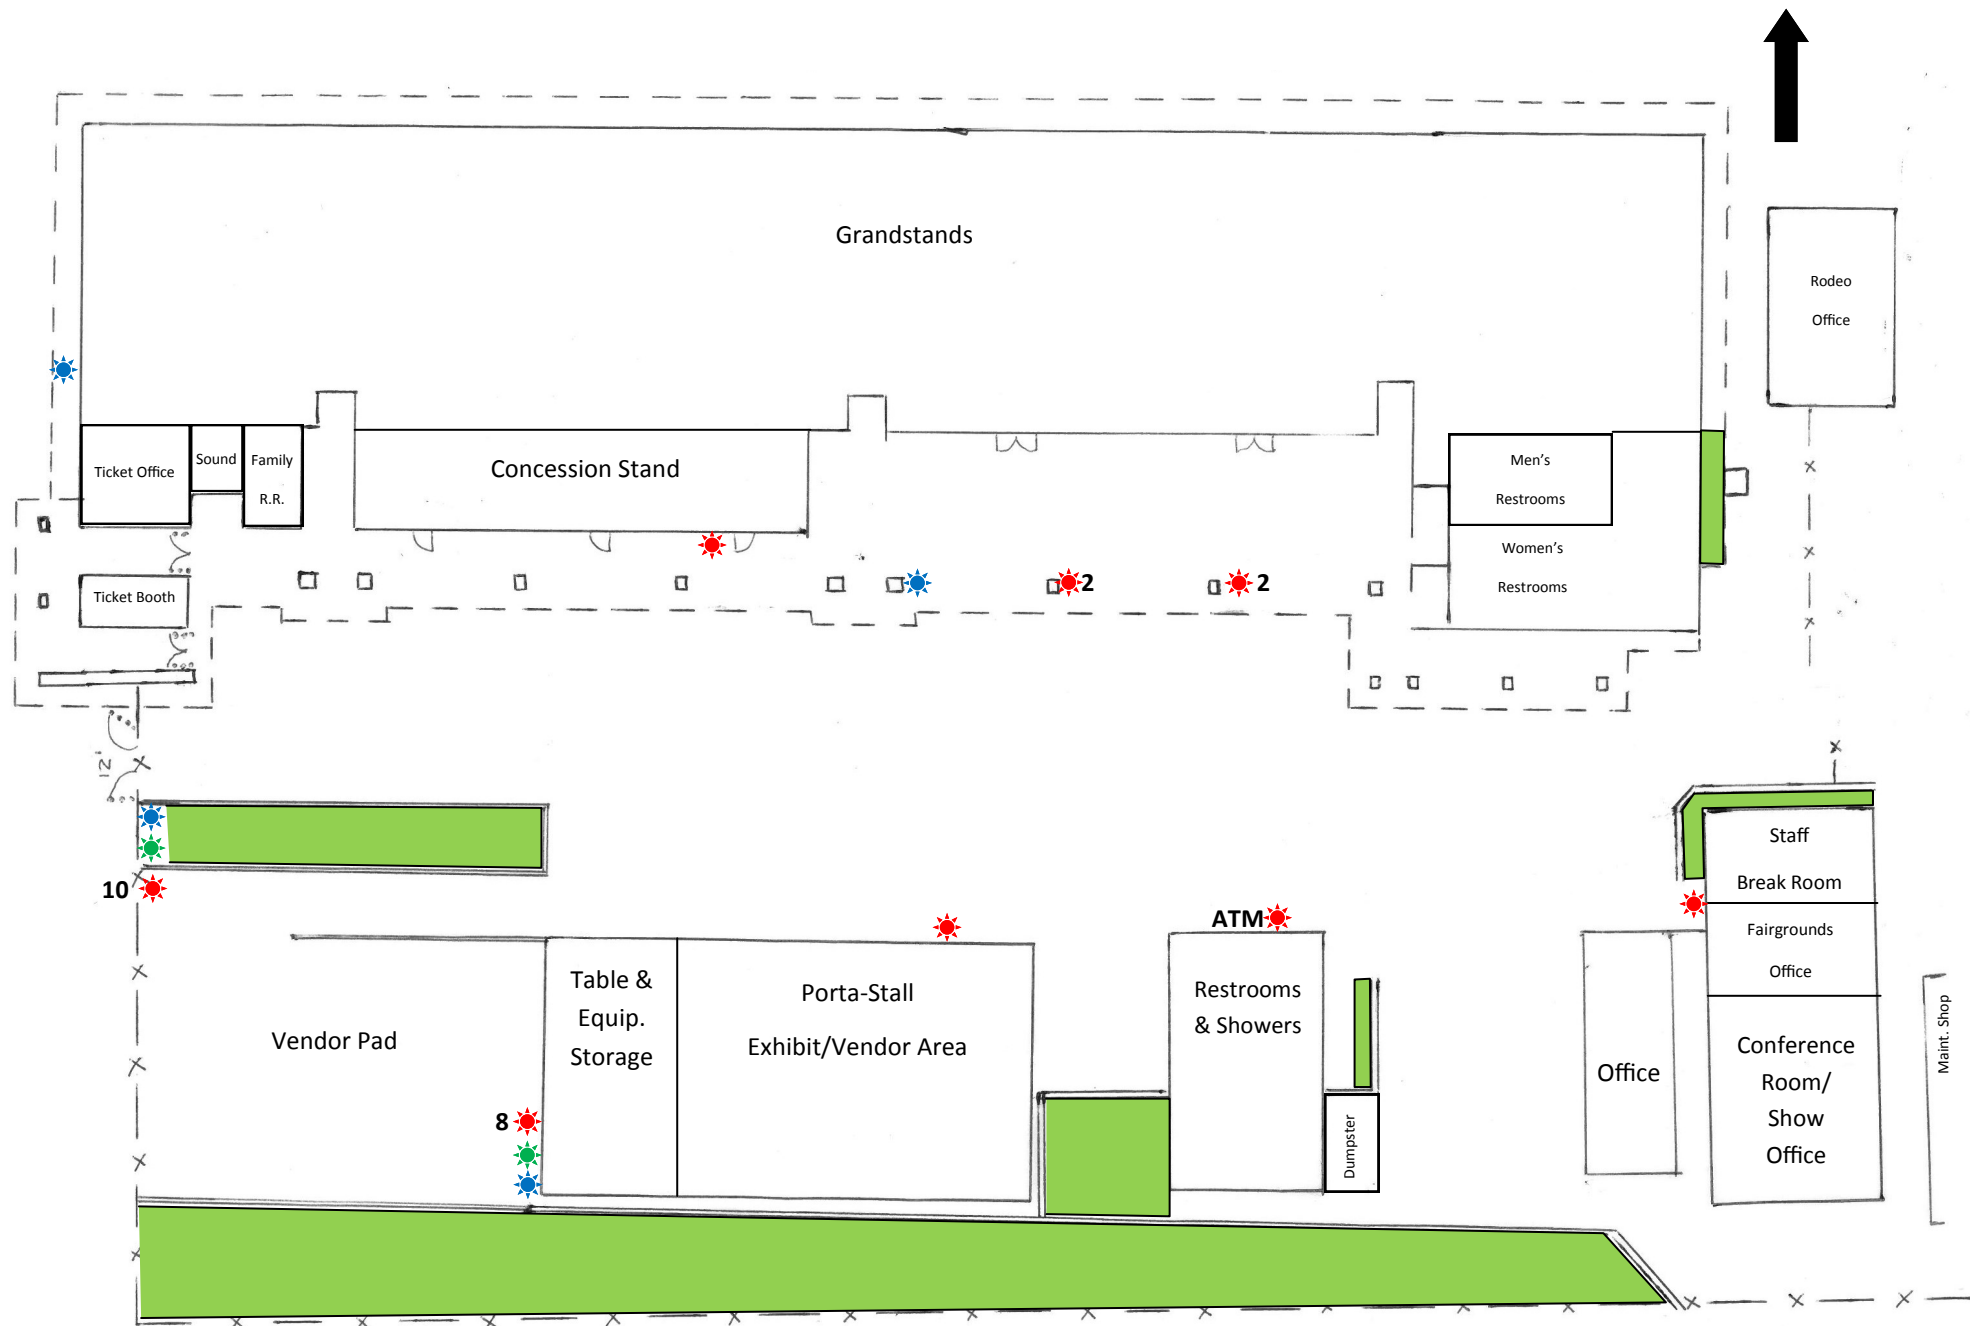 Grandstands
Rodeo
Office
Ticket Office
Sound
Family
R.R.
Concession Stand
Men's
Restrooms
Women's
Restrooms
Ticket Booth
2
2
12'
10
ATM
Staff
Break Room
Fairgrounds
Office
Conference
Room/
Show
Office
Maint. Shop
Vendor Pad
Table &
Equip.
Storage
Porta-Stall
Exhibit/Vendor Area
Restrooms
& Showers
Office
8
Dumpster